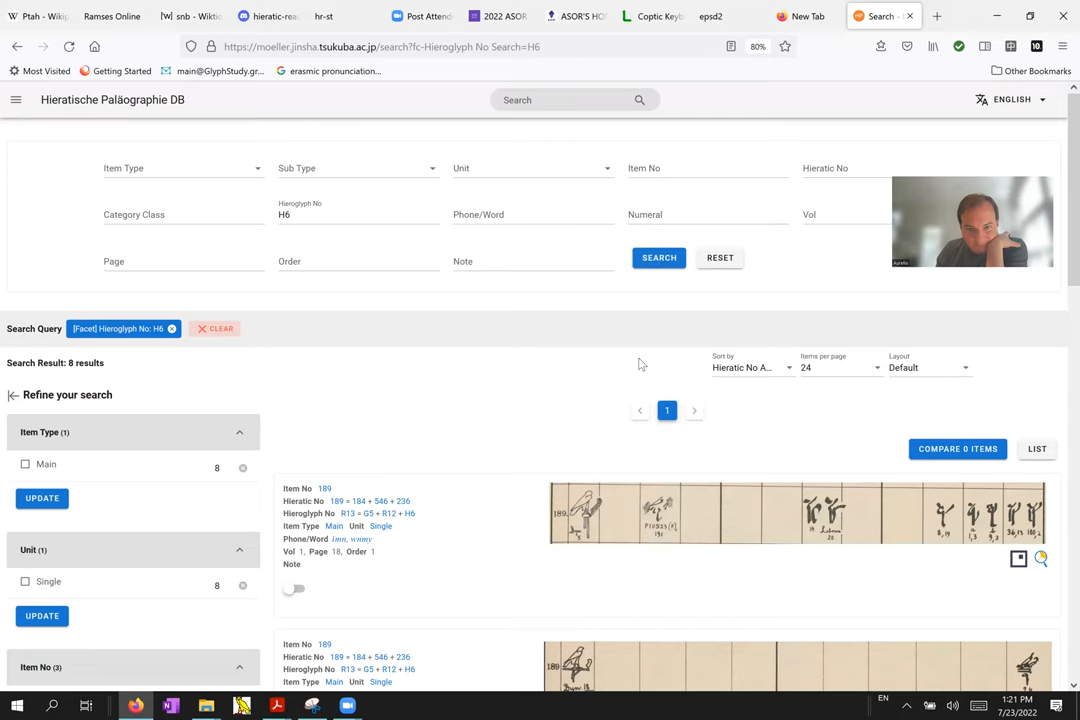 Ptah - Wikip
Ramses Online
[w] snb - Wiktio
hieratic-rea
hr-st
Post Attend
2022 ASOR
ASOR'S HO
Coptic Keyb
epsd2
New Tab
Search - 
https://moeller.jinsha.tsukuba.ac.jp/search?fc-Hieroglyph No Search=H6
80%
Most Visited
Getting Started
main@GlyphStudy.gr...
erasmic pronunciation...
Other Bookmarks
Hieratische Paläographie DB
Search
ENGLISH
Item Type
Sub Type
Unit
Item No
Hieratic No
Category Class
Hieroglyph No
H6
Phone/Word
Numeral
Vol
Page
Order
Note
SEARCH
RESET
Aurelio
Search Query
[Facet] Hieroglyph No: H6
CLEAR
Search Result: 8 results
Sort by
Hieratic No A...
Items per page
24
Layout
Default
Refine your search
1
Item Type (1)
COMPARE 0 ITEMS
LIST
Main
8
UPDATE
Unit (1)
Single
8
UPDATE
Item No (3)
Item No 189
Hieratic No 189 = 184 + 546 + 236
Hieroglyph No R13 = G5 + R12 + H6
Item Type Main Unit Single
Phone/Word imn, wnmy
Vol 1, Page 18, Order 1
Note
189.
Item No 189
Hieratic No 189 = 184 + 546 + 236
Hieroglyph No R13 = G5 + R12 + H6
Item Type Main Unit Single
189
EN
1:21 PM
7/23/2022